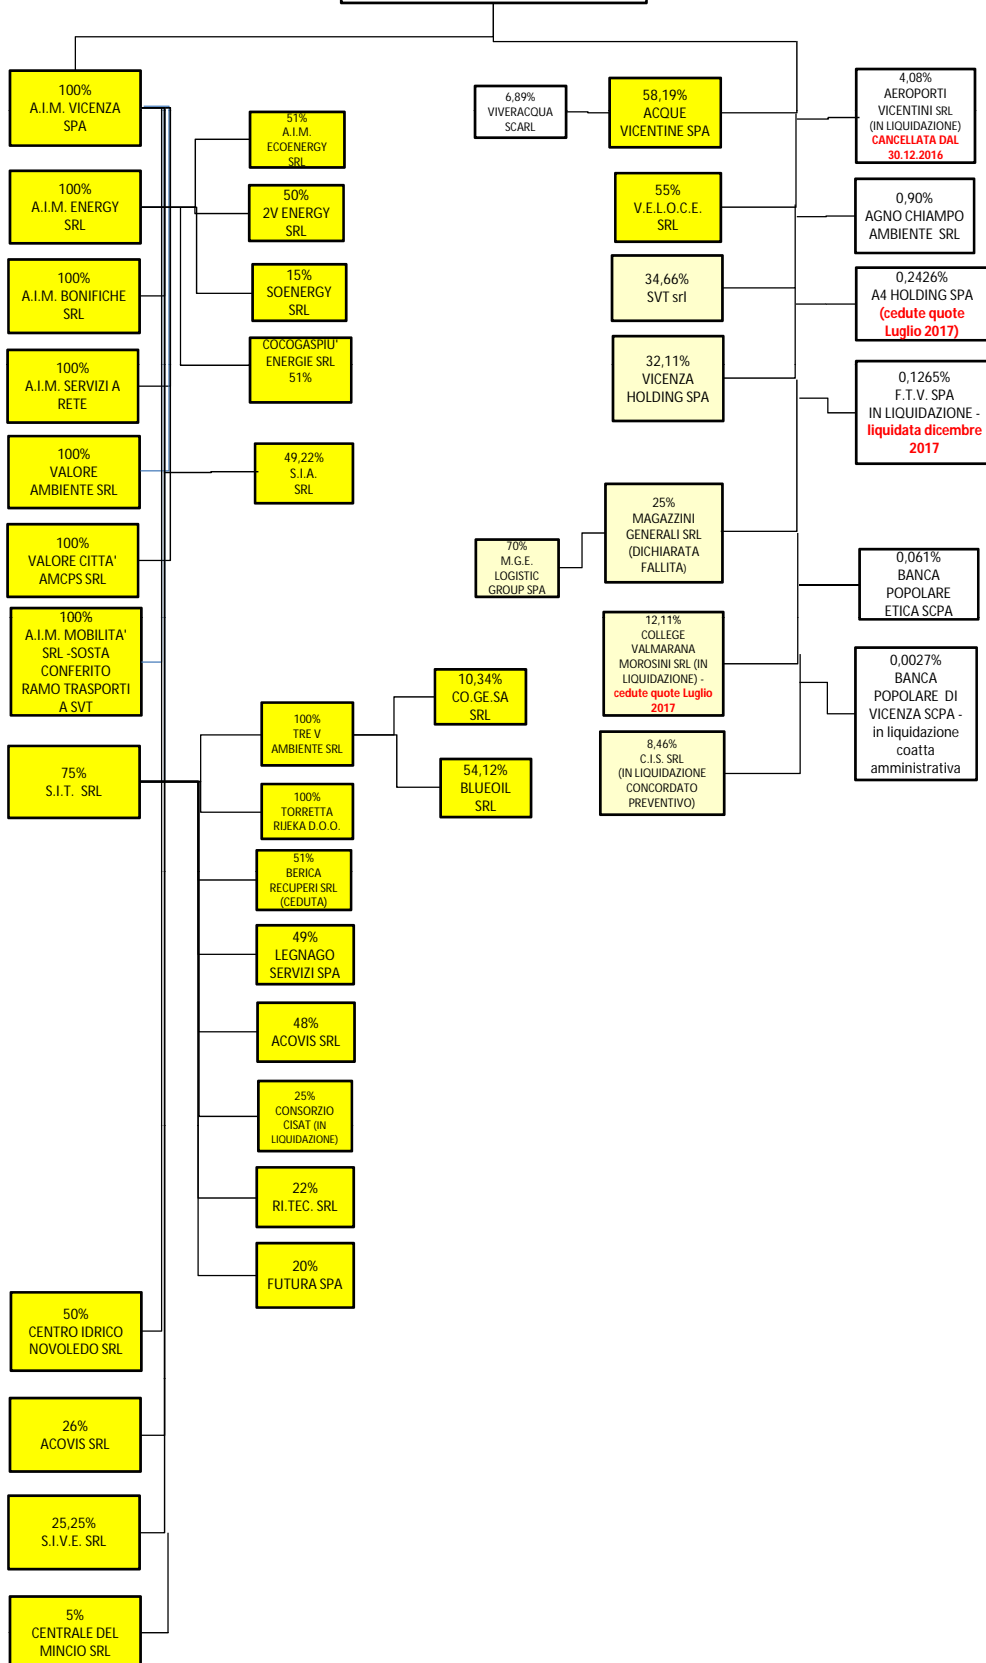 100%
A.I.M. VICENZA
SPA
100%
A.I.M. ENERGY
SRL
100%
A.I.M. BONIFICHE
SRL
100%
A.I.M. SERVIZI A
RETE
100%
VALORE
AMBIENTE SRL
100%
VALORE CITTA'
AMCPS SRL
100%
A.I.M. MOBILITA'
SRL -SOSTA
CONFERITO
RAMO TRASPORTI
A SVT
75%
S.I.T. SRL
50%
CENTRO IDRICO
NOVOLEDO SRL
26%
ACOVIS SRL
25,25%
S.I.V.E. SRL
5%
CENTRALE DEL
MINCIO SRL
51%
A.I.M.
ECOENERGY
SRL
50%
2V ENERGY
SRL
15%
SOENERGY
SRL
COCOGASPIU'
ENERGIE SRL
51%
49,22%
S.I.A.
SRL
100%
TRE V
AMBIENTE SRL
100%
TORRETTA
RIJEKA D.O.O.
51%
BERICA
RECUPERI SRL
(CEDUTA)
49%
LEGNAGO
SERVIZI SPA
48%
ACOVIS SRL
25%
CONSORZIO
CISAT (IN
LIQUIDAZIONE)
22%
RI.TEC. SRL
20%
FUTURA SPA
10,34%
CO.GE.SA
SRL
54,12%
BLUEOIL
SRL
6,89%
VIVERACQUA
SCARL
58,19%
ACQUE
VICENTINE SPA
55%
V.E.L.O.C.E.
SRL
34,66%
SVT srl
32,11%
VICENZA
HOLDING SPA
25%
MAGAZZINI
GENERALI SRL
(DICHIARATA
FALLITA)
70%
M.G.E.
LOGISTIC
GROUP SPA
12,11%
COLLEGE
VALMARANA
MOROSINI SRL (IN
LIQUIDAZIONE) -
cedute quote Luglio
2017
8,46%
C.I.S. SRL
(IN LIQUIDAZIONE
CONCORDATO
PREVENTIVO)
4,08%
AEROPORTI
VICENTINI SRL
(IN LIQUIDAZIONE)
CANCELLATA DAL
30.12.2016
0,90%
AGNO CHIAMPO
AMBIENTE SRL
0,2426%
A4 HOLDING SPA
(cedute quote
Luglio 2017)
0,1265%
F.T.V. SPA
IN LIQUIDAZIONE -
liquidata dicembre
2017
0,061%
BANCA
POPOLARE
ETICA SCPA
0,0027%
BANCA
POPOLARE DI
VICENZA SCPA -
in liquidazione
coatta
amministrativa